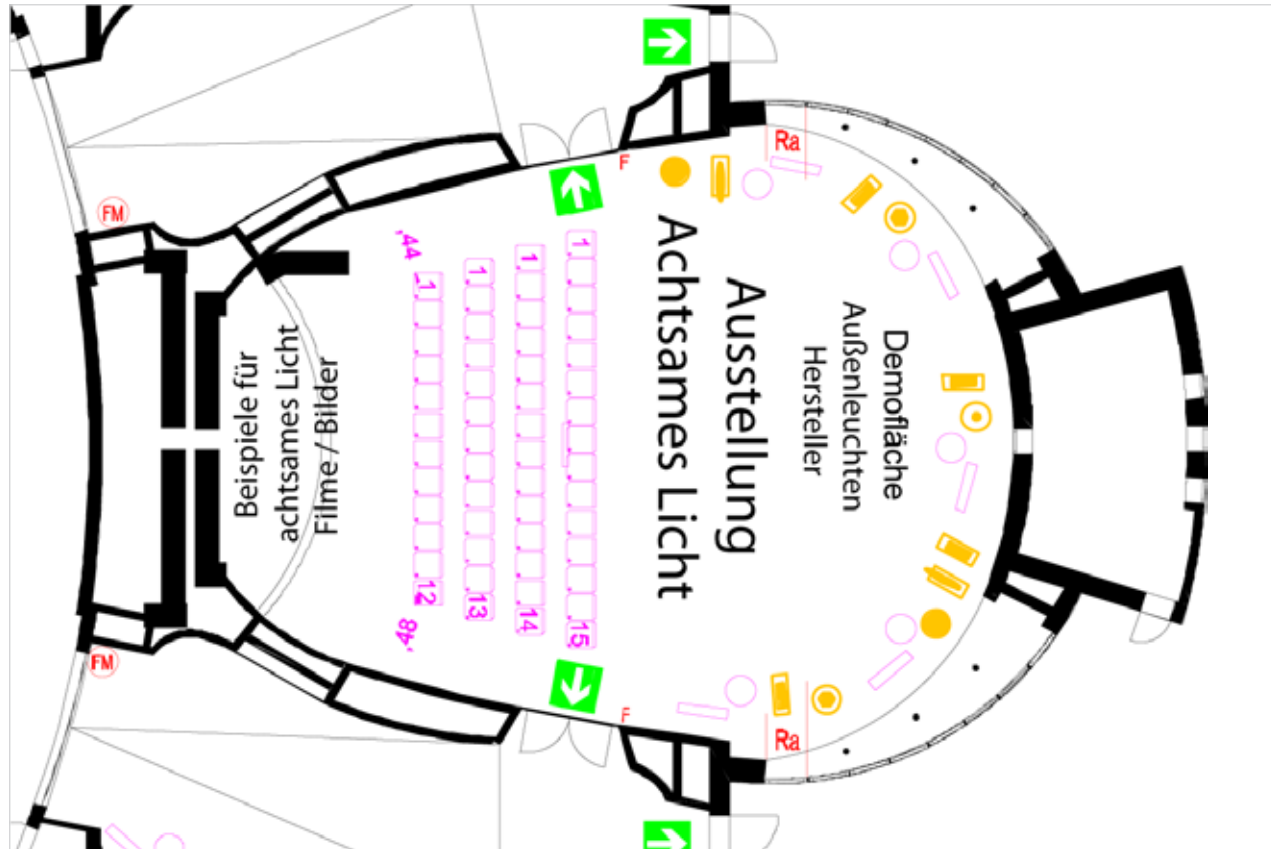 Ra
F
FM
44
1
1
1
1
Ausstellung
Achtsames Licht
Demofläche
Außenleuchten
Hersteller
Beispiele für
achtsames Licht
Filme / Bilder
12
13
14
15
48
FM
F
Ra